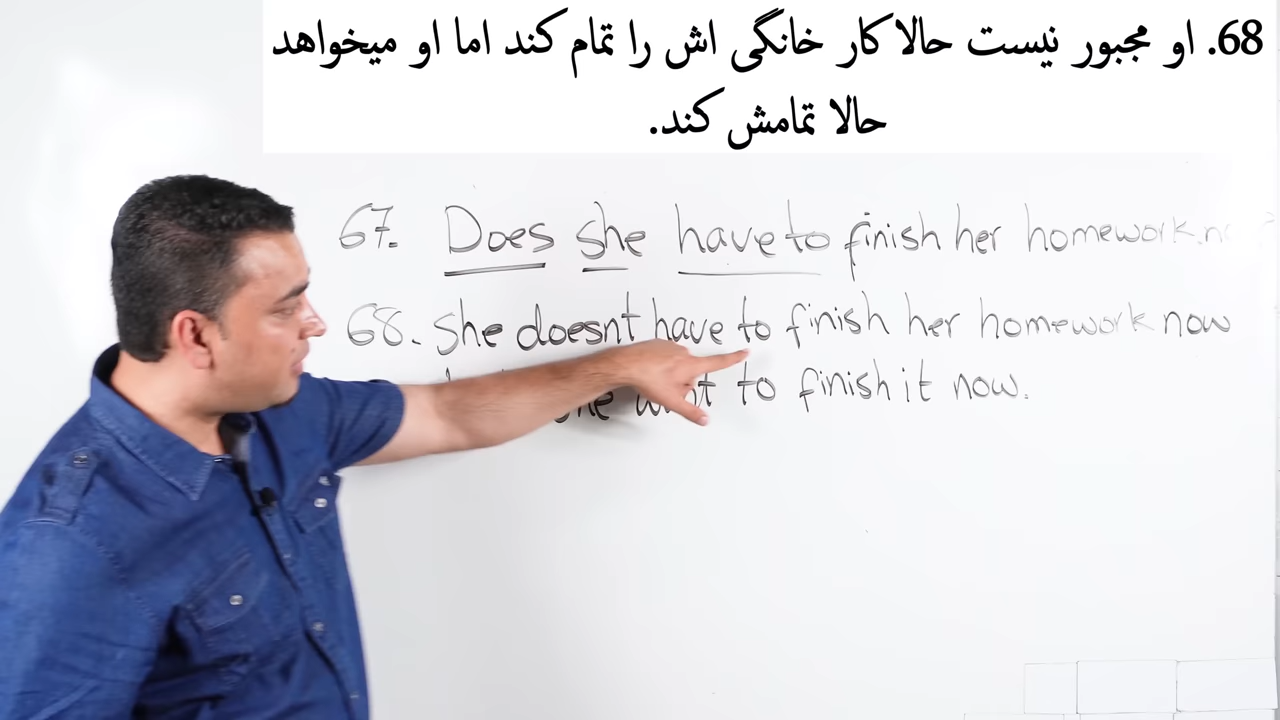 68. او مجبور نیست حالا کار خانگی اش را تمام کند اما او میخواهد
حالا تمامش کند.
67. Does she have to finish her homework.
68. She doesnt have to finish her homework now
to finish it now.